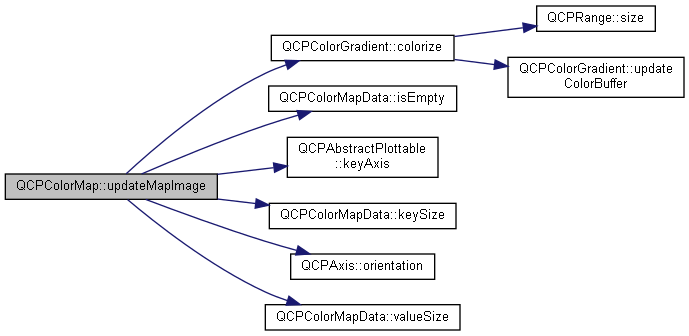 QCPColorMap::updateMapImage
QCPColorGradient::colorize
QCPRange::size
QCPColorGradient::update
ColorBuffer
QCPColorMapData::isEmpty
QCPAbstractPlottable
::keyAxis
QCPColorMapData::keySize
QCPAxis::orientation
QCPColorMapData::valueSize